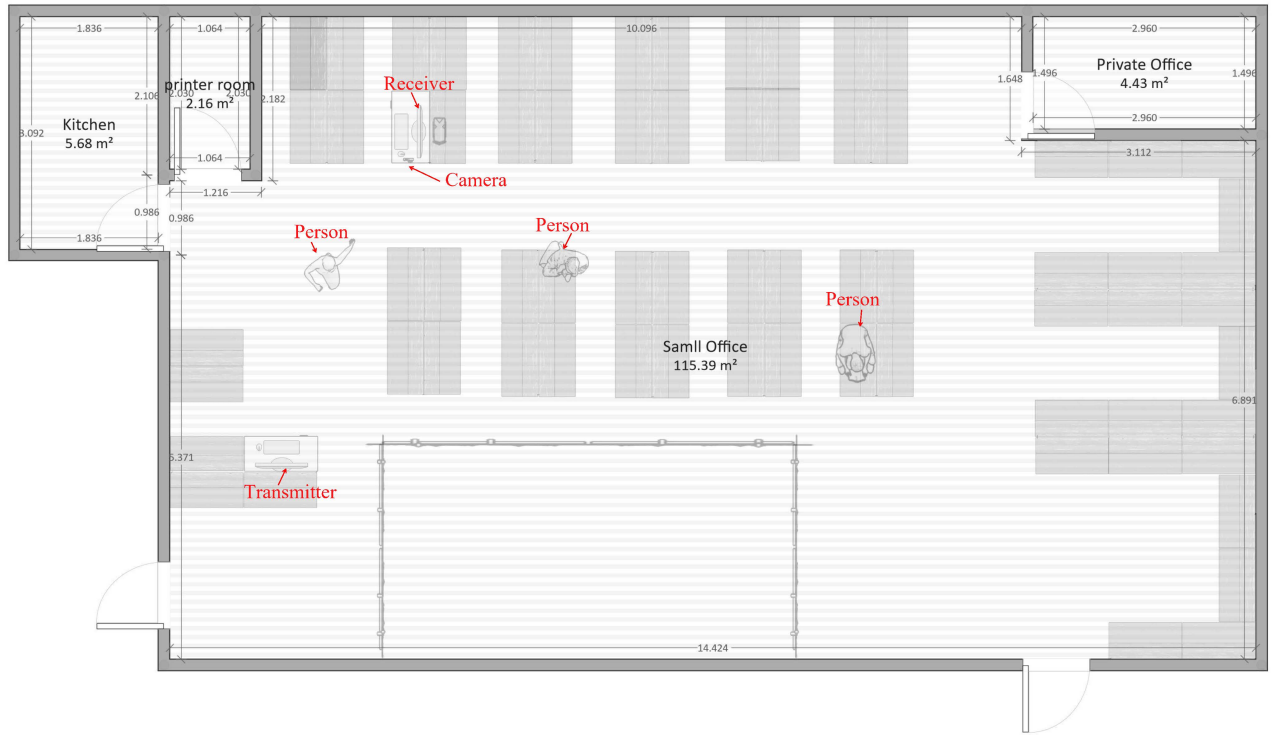 1.836
1.064
10.096
2.960
Receiver
Private Office
4.43 m²
1.648
1.496
1.496
printer room
2.16 m²
2.106
2.030
2.030
2.182
Kitchen
5.68 m²
3.092
2.960
1.064
3.112
Camera
1.216
0.986
0.986
1.836
Person
Person
Person
Samll Office
115.39 m²
6.891
5.371
Transmitter
14.424